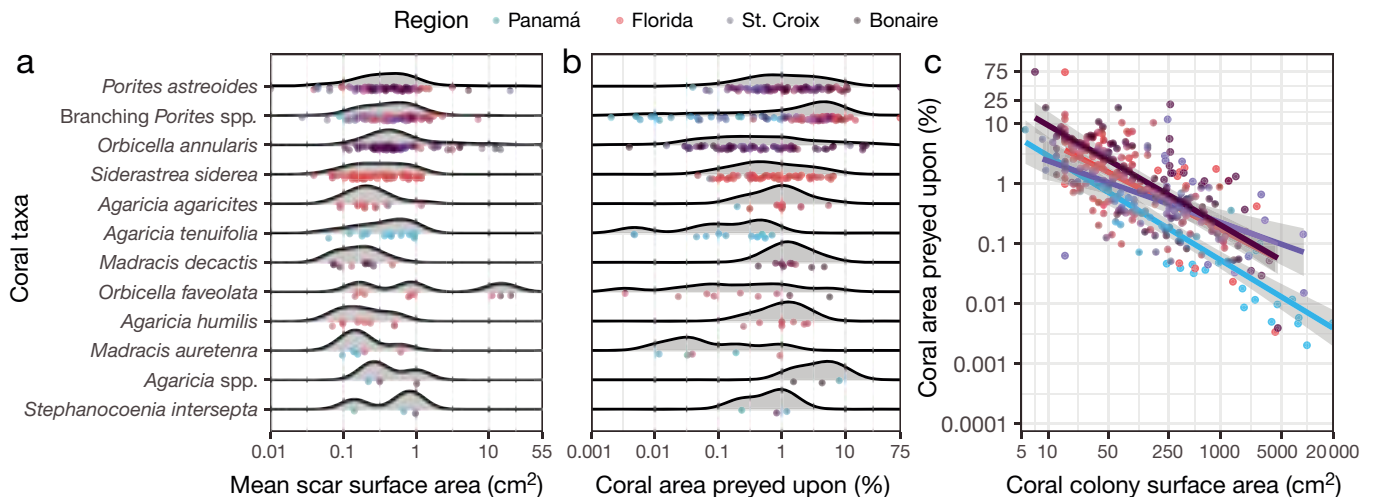 Region Panamá Florida St. Croix Bonaire
a
Coral taxa
Porites astreoides
Branching Porites spp.
Orbicella annularis
Siderastrea siderea
Agaricia agaricites
Agaricia tenuifolia
Madracis decactis
Orbicella faveolata
Agaricia humilis
Madracis auretenra
Agaricia spp.
Stephanocoenia intersepta
0.01 0.1 1 10 55
Mean scar surface area (cm²)
b
0.001 0.01 0.1 1 10 75
Coral area preyed upon (%)
c
Coral area preyed upon (%)
75
25
10
1
0.1
0.01
0.001
0.0001
5 10 50 250 1000 5000 20000
Coral colony surface area (cm²)